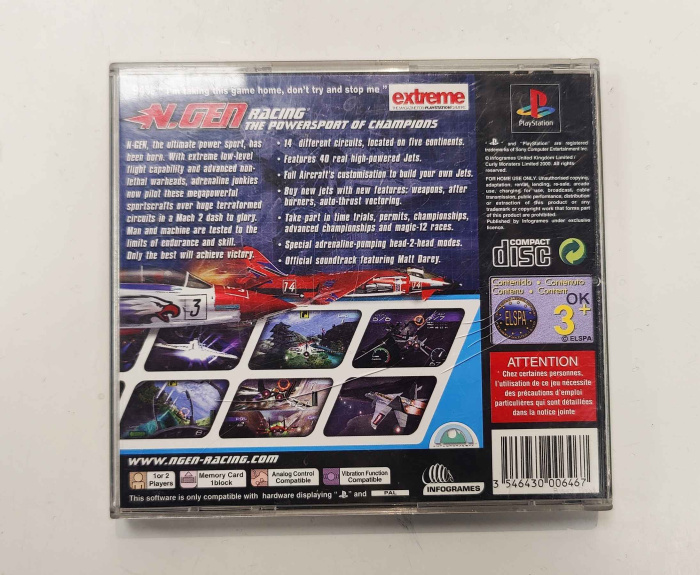 taking this game home, don't try and stop me "
extreme
N.GEN RACING
THE POWERSPORT OF CHAMPIONS
N-GEN, the ultimate power sport, has
been born. With extreme low-level
flight capability and advanced non-
lethal warheads, adrenaline junkies
now pilot these megapowerful
sportscrafts over huge terraformed
circuits in a Mach 2 dash to glory.
Man and machine are tested to the
limits of endurance and skill.
Only the best will achieve victory.
• 14 different circuits, located on five continents.
• Features 40 real high-powered Jets.
• Full Aircraft's customisation to build your own Jets.
• Buy new jets with new features: weapons, after
burners, auto-thrust vectoring.
• Take-part in time trials, permits, championships,
advanced championships and magic-12 races.
• Special adrenaline-pumping head-2-head modes.
• Official soundtrack featuring Matt Darey.
14
14
3
WWW.NGEN-RACING.COM
1or 2
Players
Memory Card
1block
Analog Control
Compatible
Vibration Function
Compatible
INFOGRAMES
This software is only compatible with hardware displaying " " and PAL
PlayStation
" " and "PlayStation" are registered
trademarks of Sony Computer Entertainment Inc
© Infogrames United Kingdom Limited /
Curly Monsters Limited 2000. All rights
reserved.
FOR HOME USE ONLY. Unauthorised copying,
adaptation, rental, lending, re-sale, arcade
use, charging for use, broadcast, cable
transmission, public performance, distribution
or extraction of this product or any
trademark or copyright work that forms part
of this product are prohibited.
Published by Infogrames under exclusive
licence.
COMPACT
disc
Contenido • Contenuto
Contenu • Content
ELSPA
OK
3+
© ELSPA
ATTENTION
Chez certaines personnes,
l'utilisation de ce jeu nécessite
des précautions d'emploi
particulières qui sont détaillées
dans la notice jointe
3 546430 006467